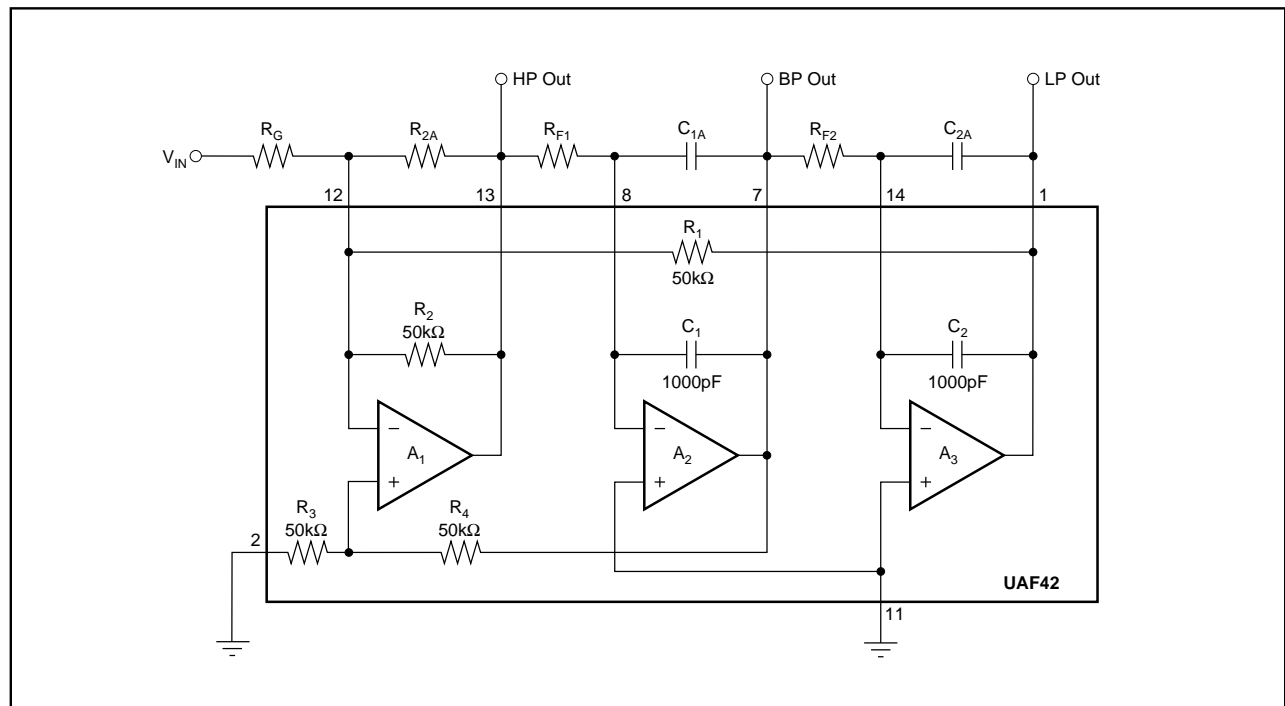 HP Out
BP Out
LP Out
R_G
R_2A
R_F1
C_1A
R_F2
C_2A
V_IN
12
13
8
7
14
1
R_1
50kΩ
R_2
50kΩ
C_1
1000pF
C_2
1000pF
−
A_1
+
−
A_2
+
−
A_3
+
R_3
50kΩ
R_4
50kΩ
2
UAF42
11